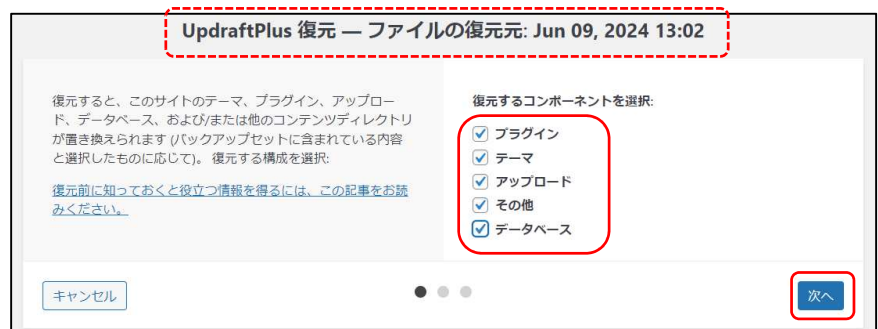 UpdraftPlus 復元 — ファイルの復元元: Jun 09, 2024 13:02
復元すると、このサイトのテーマ、プラグイン、アップロー
ド、データベース、および/または他のコンテンツディレクトリ
が置き換えられます (バックアップセットに含まれている内容
と選択したものに応じて)。 復元する構成を選択:
復元前に知っておくと役立つ情報を得るには、この記事をお読
みください。
復元するコンポーネントを選択:
プラグイン
テーマ
アップロード
その他
データベース
キャンセル
次へ